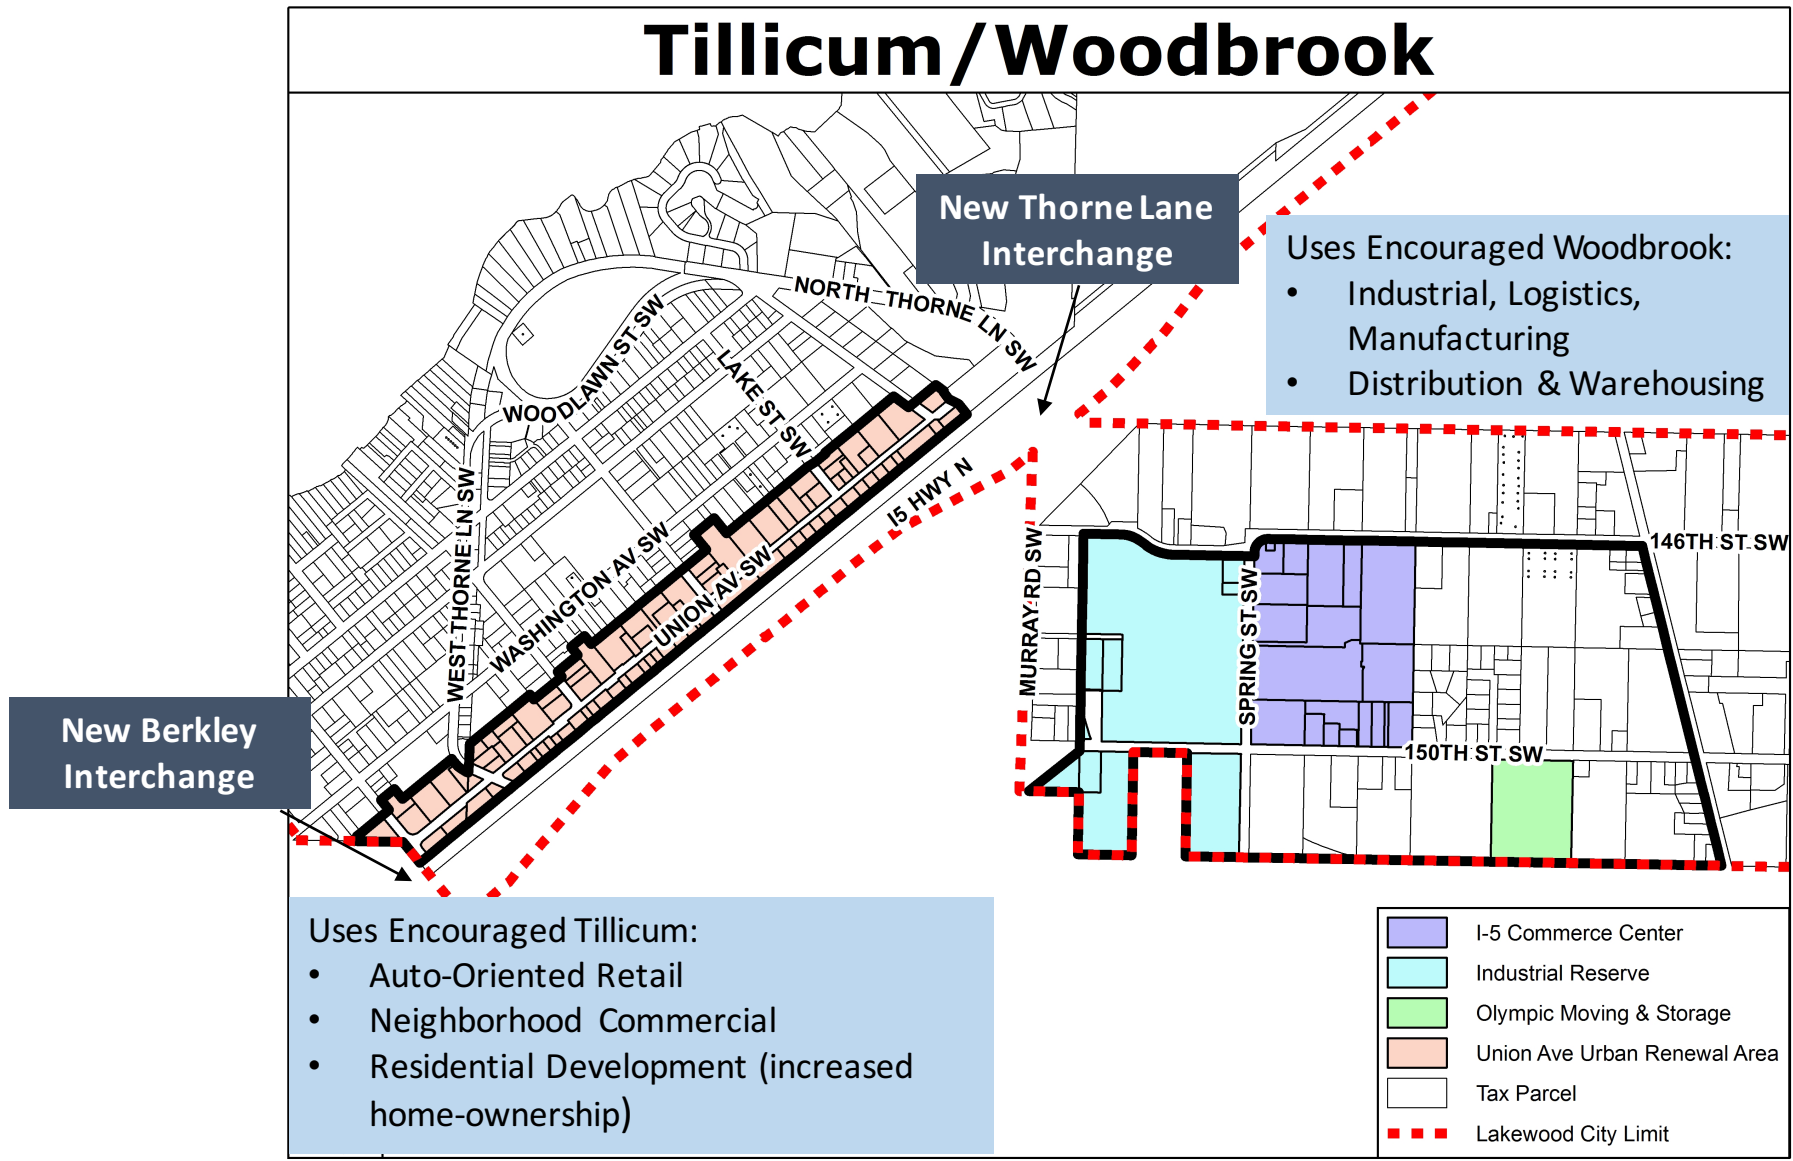 Tillicum/Woodbrook
New Thorne Lane
Interchange
Uses Encouraged Woodbrook:
• Industrial, Logistics,
Manufacturing
• Distribution & Warehousing
NORTH THORNE LN SW
WOODLAWN ST SW
LAKE ST SW
WEST THORNE LN SW
WASHINGTON AV SW
UNION AV SW
I5 HWY N
MURRAY RD SW
SPRING ST SW
146TH ST SW
150TH ST SW
New Berkley
Interchange
Uses Encouraged Tillicum:
• Auto-Oriented Retail
• Neighborhood Commercial
• Residential Development (increased
home-ownership)
I-5 Commerce Center
Industrial Reserve
Olympic Moving & Storage
Union Ave Urban Renewal Area
Tax Parcel
Lakewood City Limit